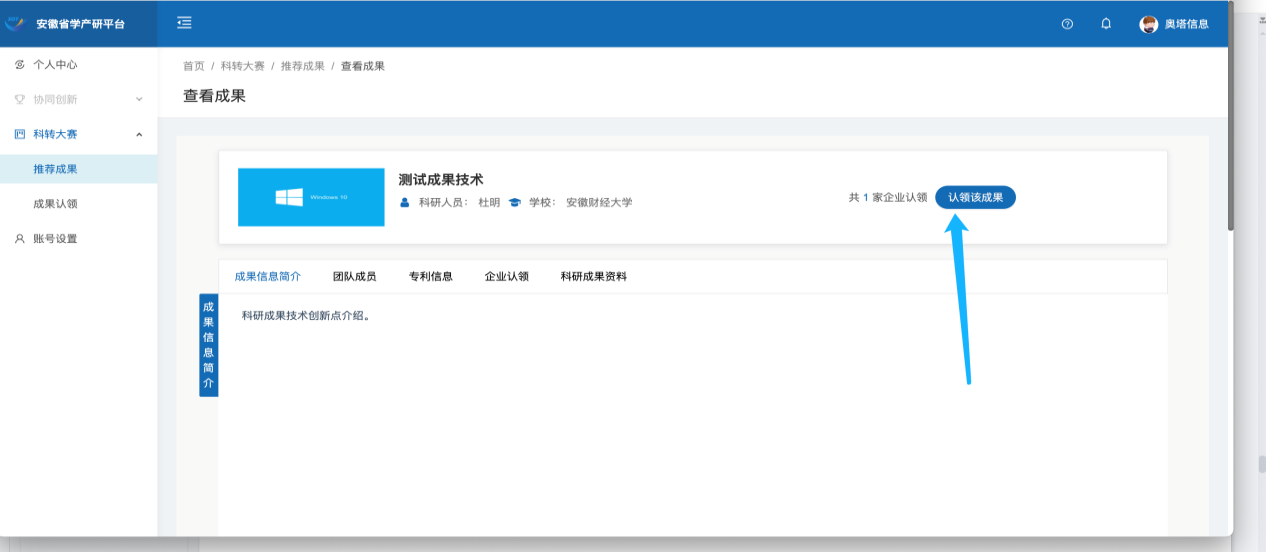 安徽省学产研平台
奥塔信息
个人中心
协同创新
科转大赛
推荐成果
成果认领
账号设置
首页 / 科转大赛 / 推荐成果 / 查看成果
查看成果
Windows 10
测试成果技术
科研人员： 杜明 学校： 安徽财经大学
共 1 家企业认领 认领该成果
成果信息简介 团队成员 专利信息 企业认领 科研成果资料
成果信息简介
科研成果技术创新点介绍。